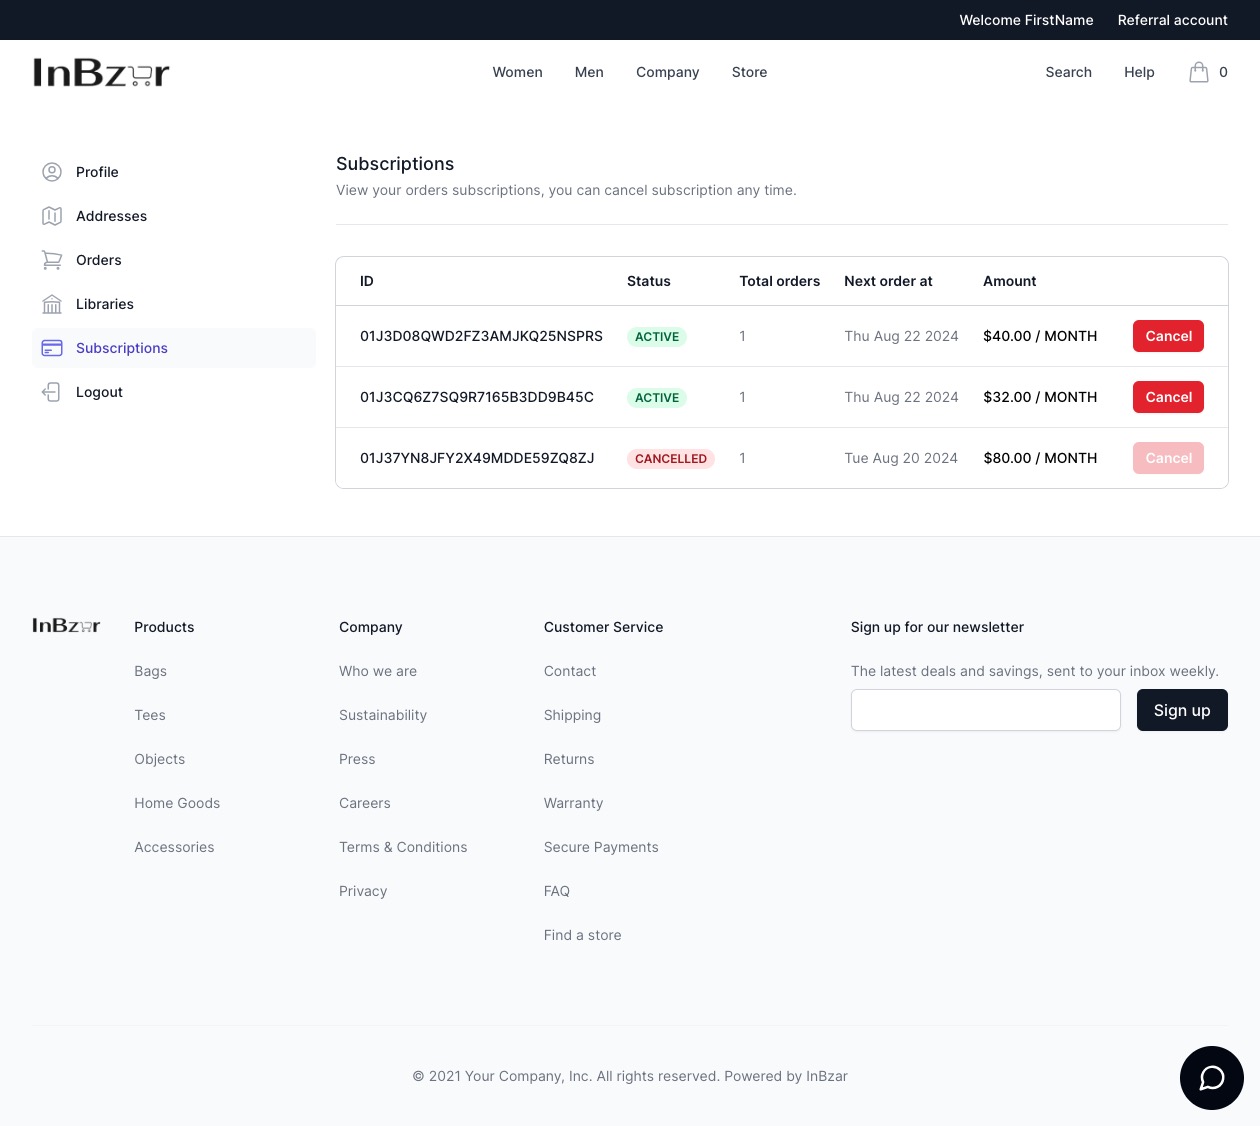 Welcome FirstName Referral account
InBzar Women Men Company Store Search Help 0
Profile
Addresses
Orders
Libraries
Subscriptions
Logout
Subscriptions
View your orders subscriptions, you can cancel subscription any time.
ID Status Total orders Next order at Amount
01J3D08QWD2FZ3AMJKQ25NSPRS ACTIVE 1 Thu Aug 22 2024 $40.00 / MONTH Cancel
01J3CQ6Z7SQ9R7165B3DD9B45C ACTIVE 1 Thu Aug 22 2024 $32.00 / MONTH Cancel
01J37YN8JFY2X49MDDE59ZQ8ZJ CANCELLED 1 Tue Aug 20 2024 $80.00 / MONTH Cancel
InBzar
Products
Bags
Tees
Objects
Home Goods
Accessories
Company
Who we are
Sustainability
Press
Careers
Terms & Conditions
Privacy
Customer Service
Contact
Shipping
Returns
Warranty
Secure Payments
FAQ
Find a store
Sign up for our newsletter
The latest deals and savings, sent to your inbox weekly.
Sign up
© 2021 Your Company, Inc. All rights reserved. Powered by InBzar